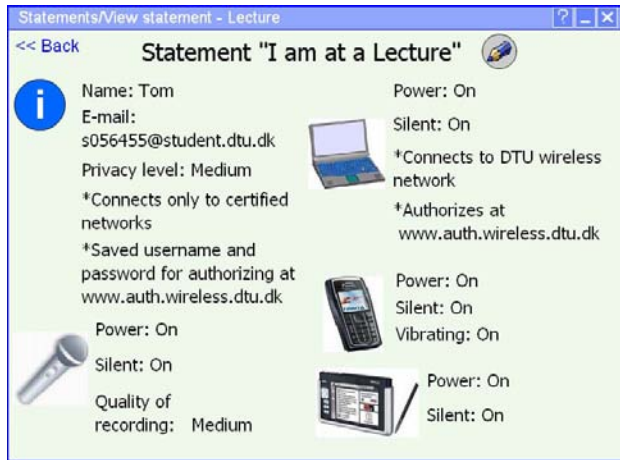 Statements/View statement - Lecture
<< Back
Statement "I am at a Lecture"
i
Name: Tom
E-mail:
s056455@student.dtu.dk
Privacy level: Medium
*Connects only to certified
networks
*Saved username and
password for authorizing at
www.auth.wireless.dtu.dk
Power: On
Silent: On
Quality of
recording: Medium
Power: On
Silent: On
*Connects to DTU wireless
network
*Authorizes at
www.auth.wireless.dtu.dk
Power: On
Silent: On
Vibrating: On
Power: On
Silent: On